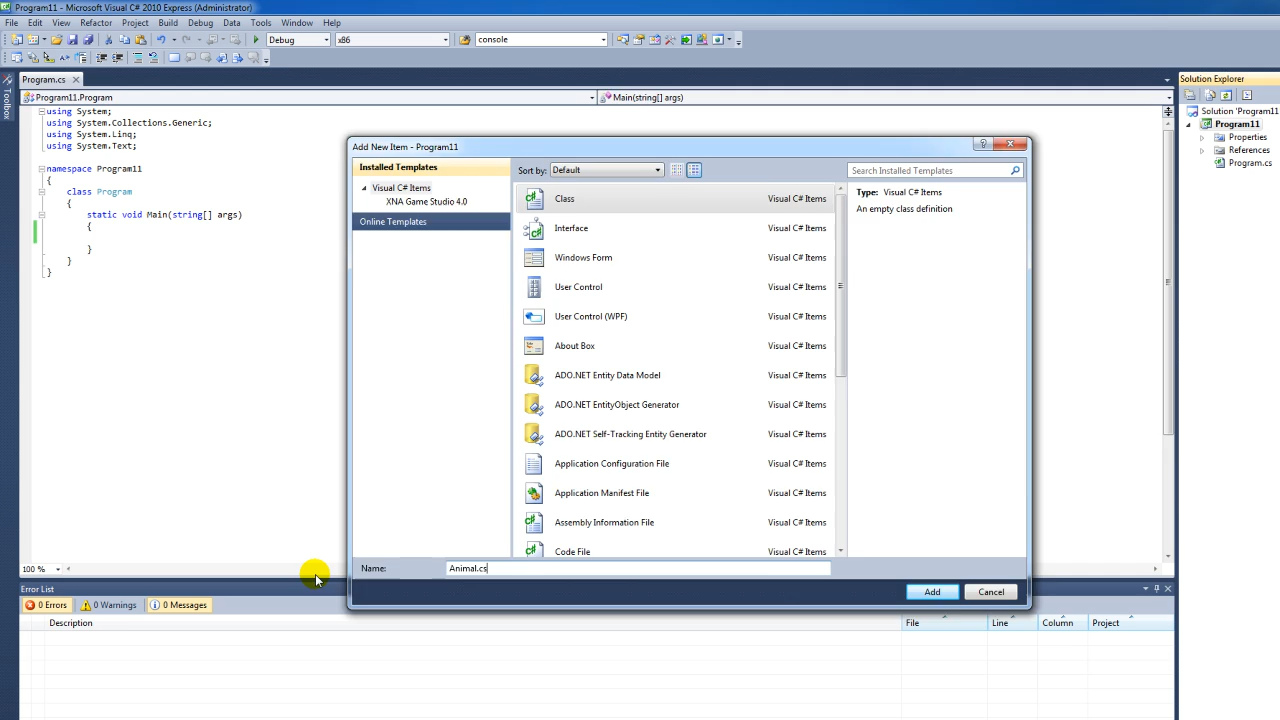 Program11 - Microsoft Visual C# 2010 Express (Administrator)
File Edit View Refactor Project Build Debug Data Tools Window Help
Debug x86 console
Program.cs
Solution Explorer
Toolbox
Program11.Program Main(string[] args)
using System;
using System.Collections.Generic;
using System.Linq;
using System.Text;
namespace Program11
{
class Program
{
static void Main(string[] args)
{
}
}
}
Solution 'Program11
Program11
Properties
References
Program.cs
Add New Item - Program11
Installed Templates
Visual C# Items
XNA Game Studio 4.0
Online Templates
Sort by: Default
Search Installed Templates
Class Visual C# Items
Interface Visual C# Items
Windows Form Visual C# Items
User Control Visual C# Items
User Control (WPF) Visual C# Items
About Box Visual C# Items
ADO.NET Entity Data Model Visual C# Items
ADO.NET EntityObject Generator Visual C# Items
ADO.NET Self-Tracking Entity Generator Visual C# Items
Application Configuration File Visual C# Items
Application Manifest File Visual C# Items
Assembly Information File Visual C# Items
Code File Visual C# Items
Type: Visual C# Items
An empty class definition
Name: Animal.cs
Add Cancel
100 %
Error List
0 Errors 0 Warnings 0 Messages
Description File Line Column Project